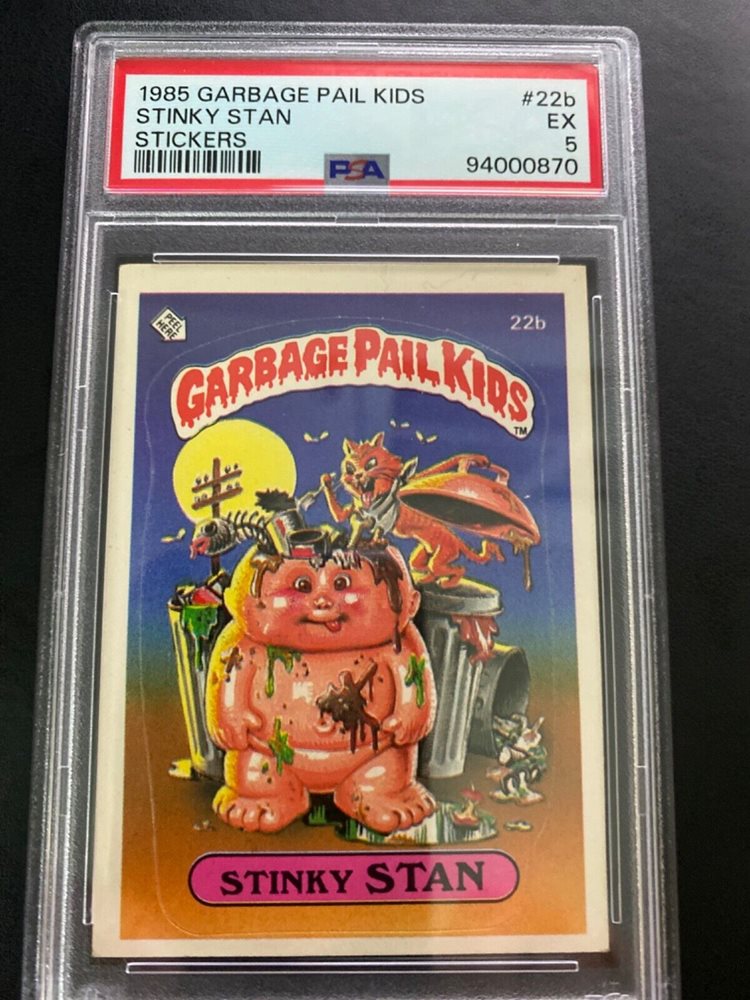 1985 GARBAGE PAIL KIDS #22b
STINKY STAN EX
STICKERS 5
PSA 94000870
PEEL
HERE
22b
GARBAGE PAIL KIDS
TM
STINKY STAN